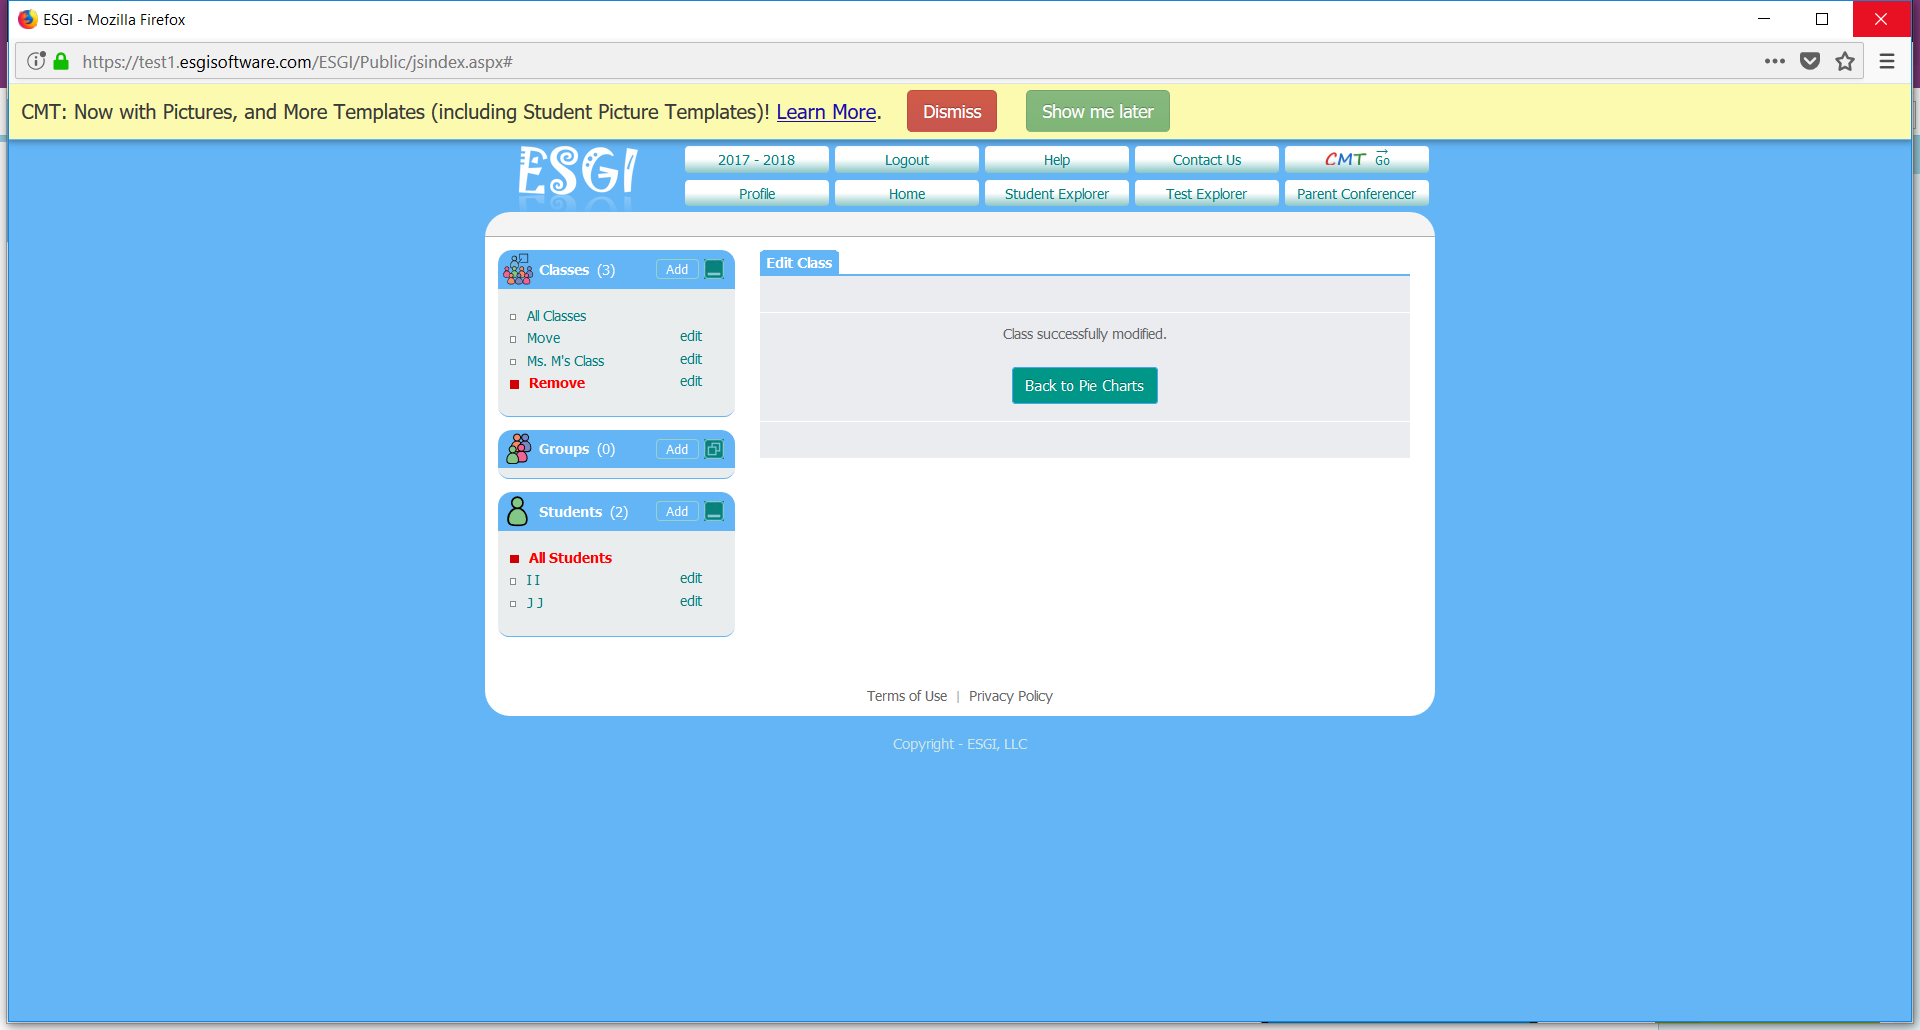 ESGI - Mozilla Firefox
https://test1.esgisoftware.com/ESGI/Public/jsindex.aspx#
CMT: Now with Pictures, and More Templates (including Student Picture Templates)! Learn More. Dismiss Show me later
ESGI
2017 - 2018 Logout Help Contact Us CMT Go
Profile Home Student Explorer Test Explorer Parent Conferencer
Classes (3) Add
All Classes
Move edit
Ms. M's Class edit
Remove edit
Groups (0) Add
Students (2) Add
All Students
I I edit
J J edit
Edit Class
Class successfully modified.
Back to Pie Charts
Terms of Use | Privacy Policy
Copyright - ESGI, LLC